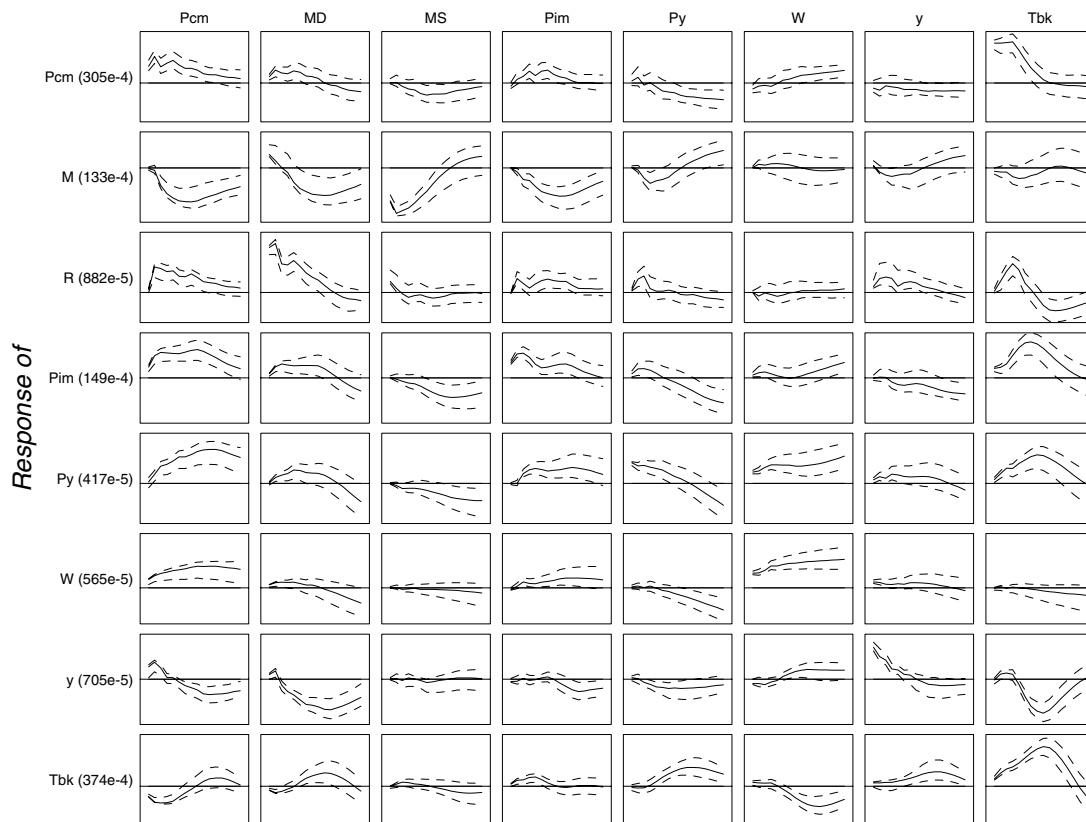 Pcm MD MS Pim Py W y Tbk
Pcm (305e-4)
M (133e-4)
R (882e-5)
Pim (149e-4)
Py (417e-5)
W (565e-5)
y (705e-5)
Tbk (374e-4)
Response of